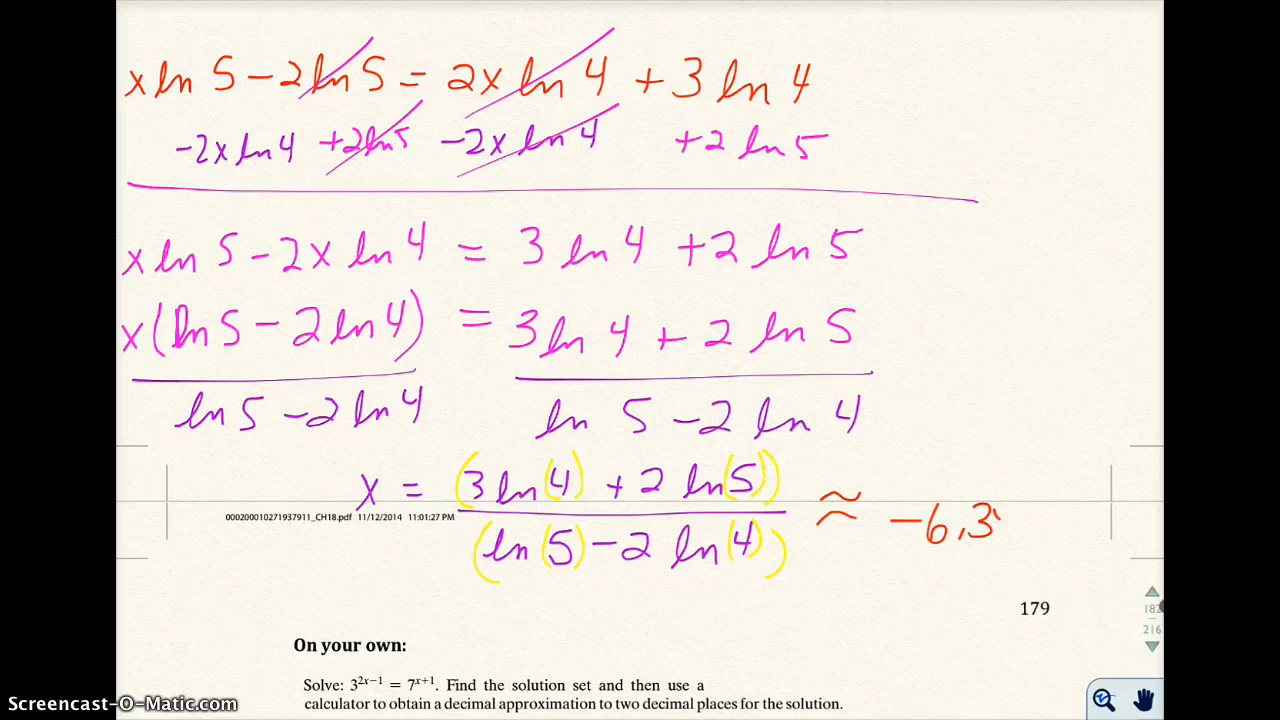 x ln 5 − 2 ln 5 = 2x ln 4 + 3 ln 4
−2x ln 4 +2 ln 5 −2x ln 4 +2 ln 5
x ln 5 − 2x ln 4 = 3 ln 4 + 2 ln 5
x(ln 5 − 2 ln 4) = 3 ln 4 + 2 ln 5
ln 5 − 2 ln 4 ln 5 − 2 ln 4
x = (3 ln(4) + 2 ln(5)) ≈ −6.3
000200010271937911_CH18.pdf 11/12/2014 11:01:27 PM
(ln(5) − 2 ln(4))
179
182
216
On your own:
Solve: 3²ˣ⁻¹ = 7ˣ⁺¹. Find the solution set and then use a
calculator to obtain a decimal approximation to two decimal places for the solution.
Screencast-O-Matic.com